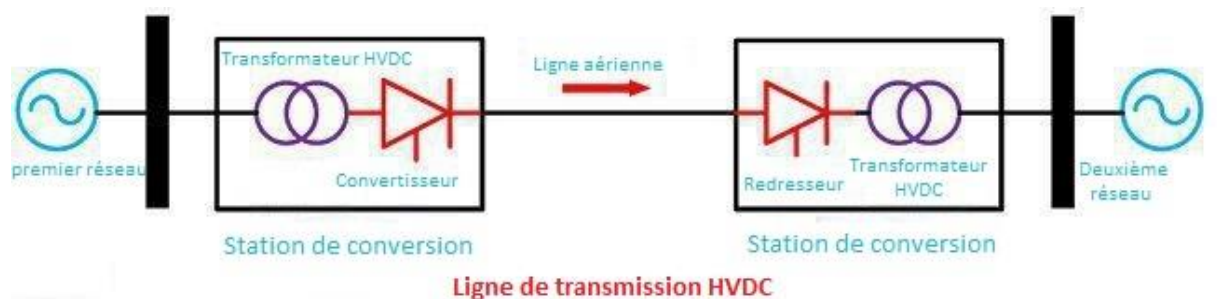 Transformateur HVDC
Ligne aérienne
premier réseau
Convertisseur
Redresseur
Transformateur
HVDC
Deuxième
réseau
Station de conversion
Station de conversion
Ligne de transmission HVDC